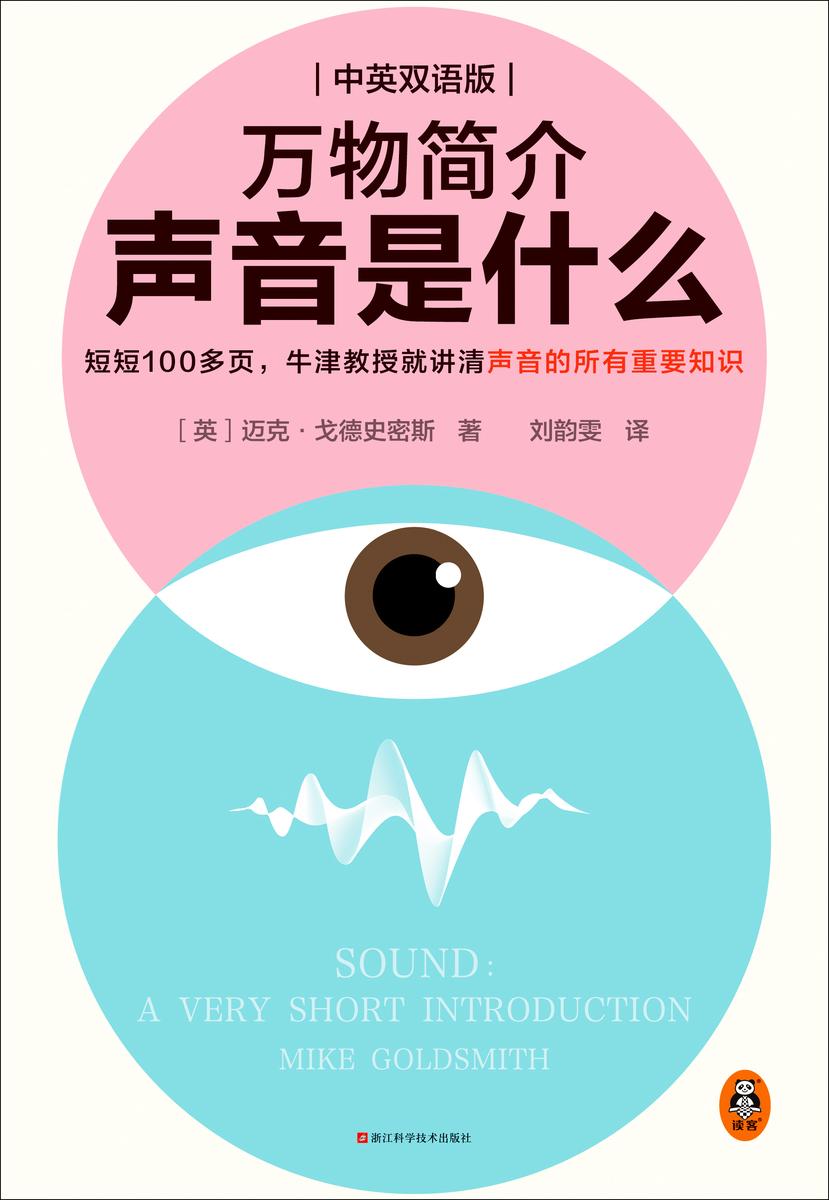 |中英双语版|
万物简介
声音是什么
短短100多页，牛津教授就讲清声音的所有重要知识
[英]迈克·戈德史密斯 著 刘韵雯 译
SOUND:
A VERY SHORT INTRODUCTION
MIKE GOLDSMITH
读客
浙江科学技术出版社